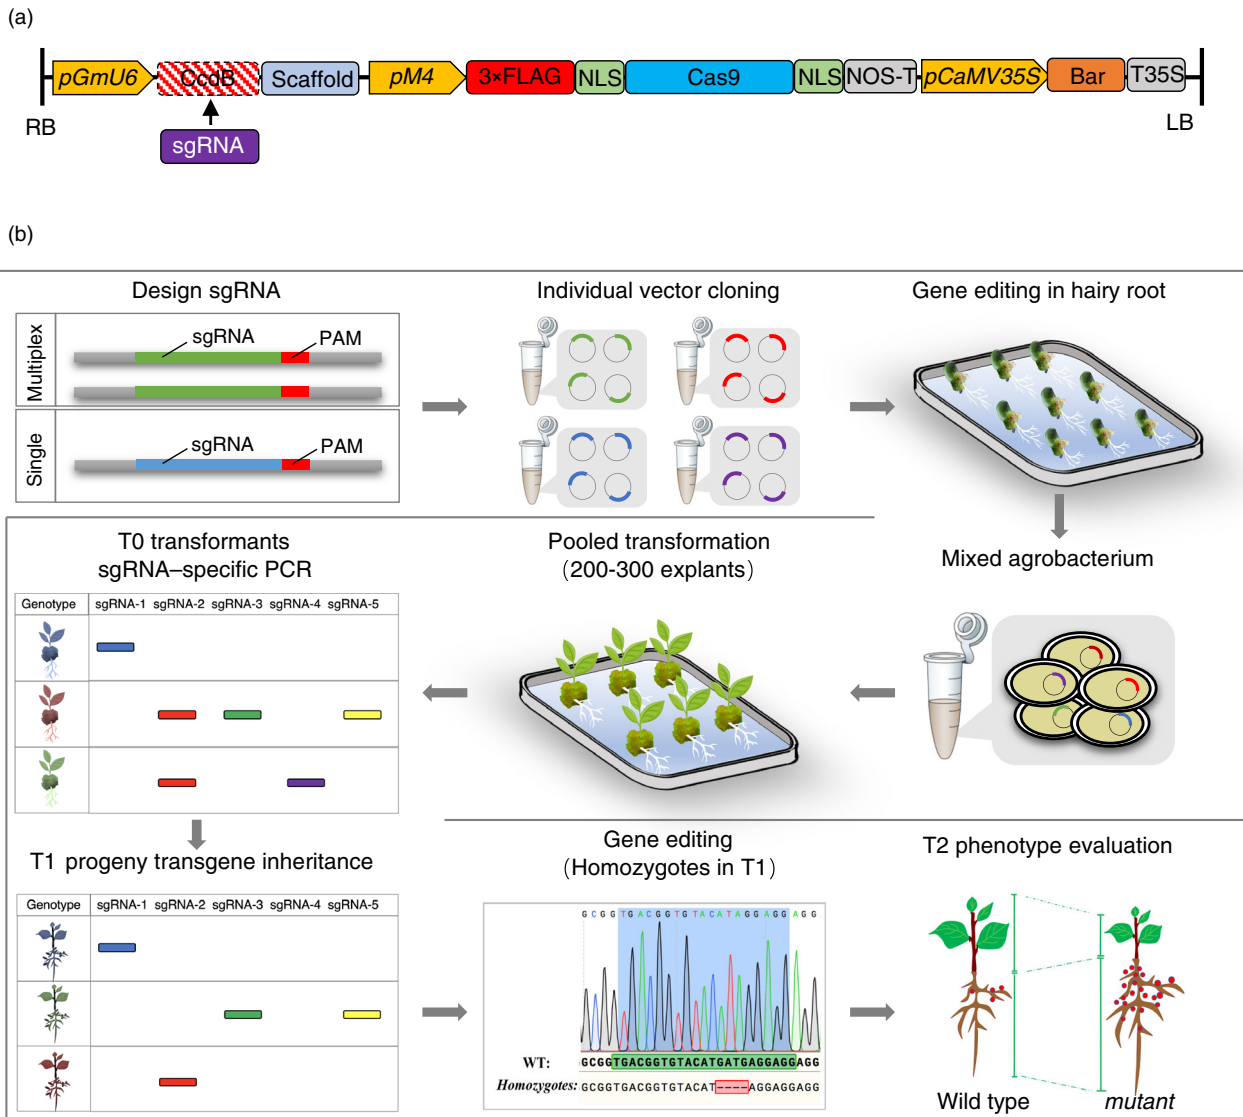 (a)
pGmU6 CcdB Scaffold pM4 3×FLAG NLS Cas9 NLS NOS-T pCaMV35S Bar T35S
RB
LB
sgRNA
(b)
Design sgRNA
Multiplex
sgRNA
PAM
Single
sgRNA
PAM
Individual vector cloning
Gene editing in hairy root
Mixed agrobacterium
Pooled transformation
(200-300 explants)
T0 transformants
sgRNA–specific PCR
Genotype sgRNA-1 sgRNA-2 sgRNA-3 sgRNA-4 sgRNA-5
T1 progeny transgene inheritance
Genotype sgRNA-1 sgRNA-2 sgRNA-3 sgRNA-4 sgRNA-5
Gene editing
(Homozygotes in T1)
G C G G T G A C G G T G T A C A T A G G A G G A G G
WT: GCGGTGACGGTGTACATGATGAGGAGGAGG
Homozygotes: GCGGTGACGGTGTACAT----AGGAGGAGG
T2 phenotype evaluation
Wild type
mutant